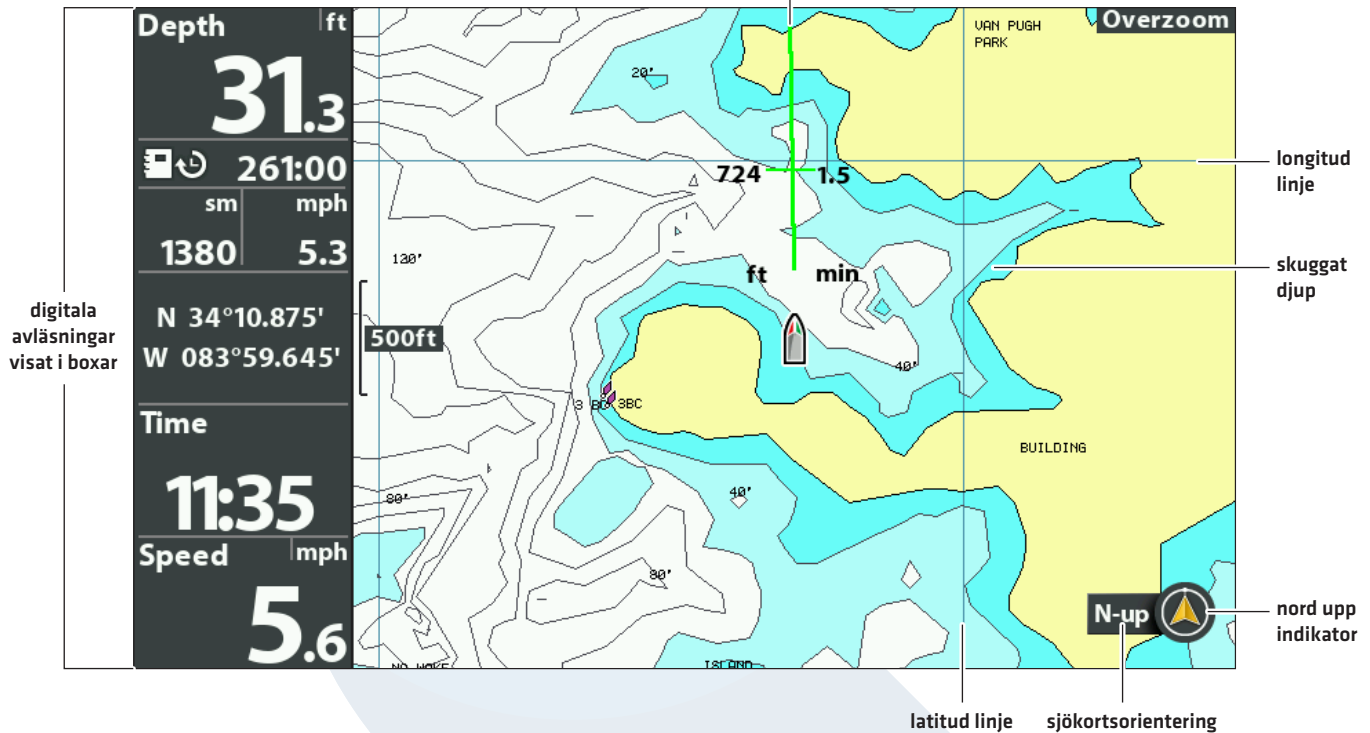 Depth ft
31.3
261:00
sm mph
1380 5.3
N 34°10.875'
W 083°59.645'
Time
11:35
Speed mph
5.6
digitala
avläsningar
visat i boxar
Overzoom
VAN PUGH
PARK
20'
724 1.5
ft min
120'
500ft
40'
3 BC 3BC
BUILDING
80'
40'
80'
NO WAKE
ISLAND
N-up
longitud
linje
skuggat
djup
nord upp
indikator
latitud linje
sjökortsorientering